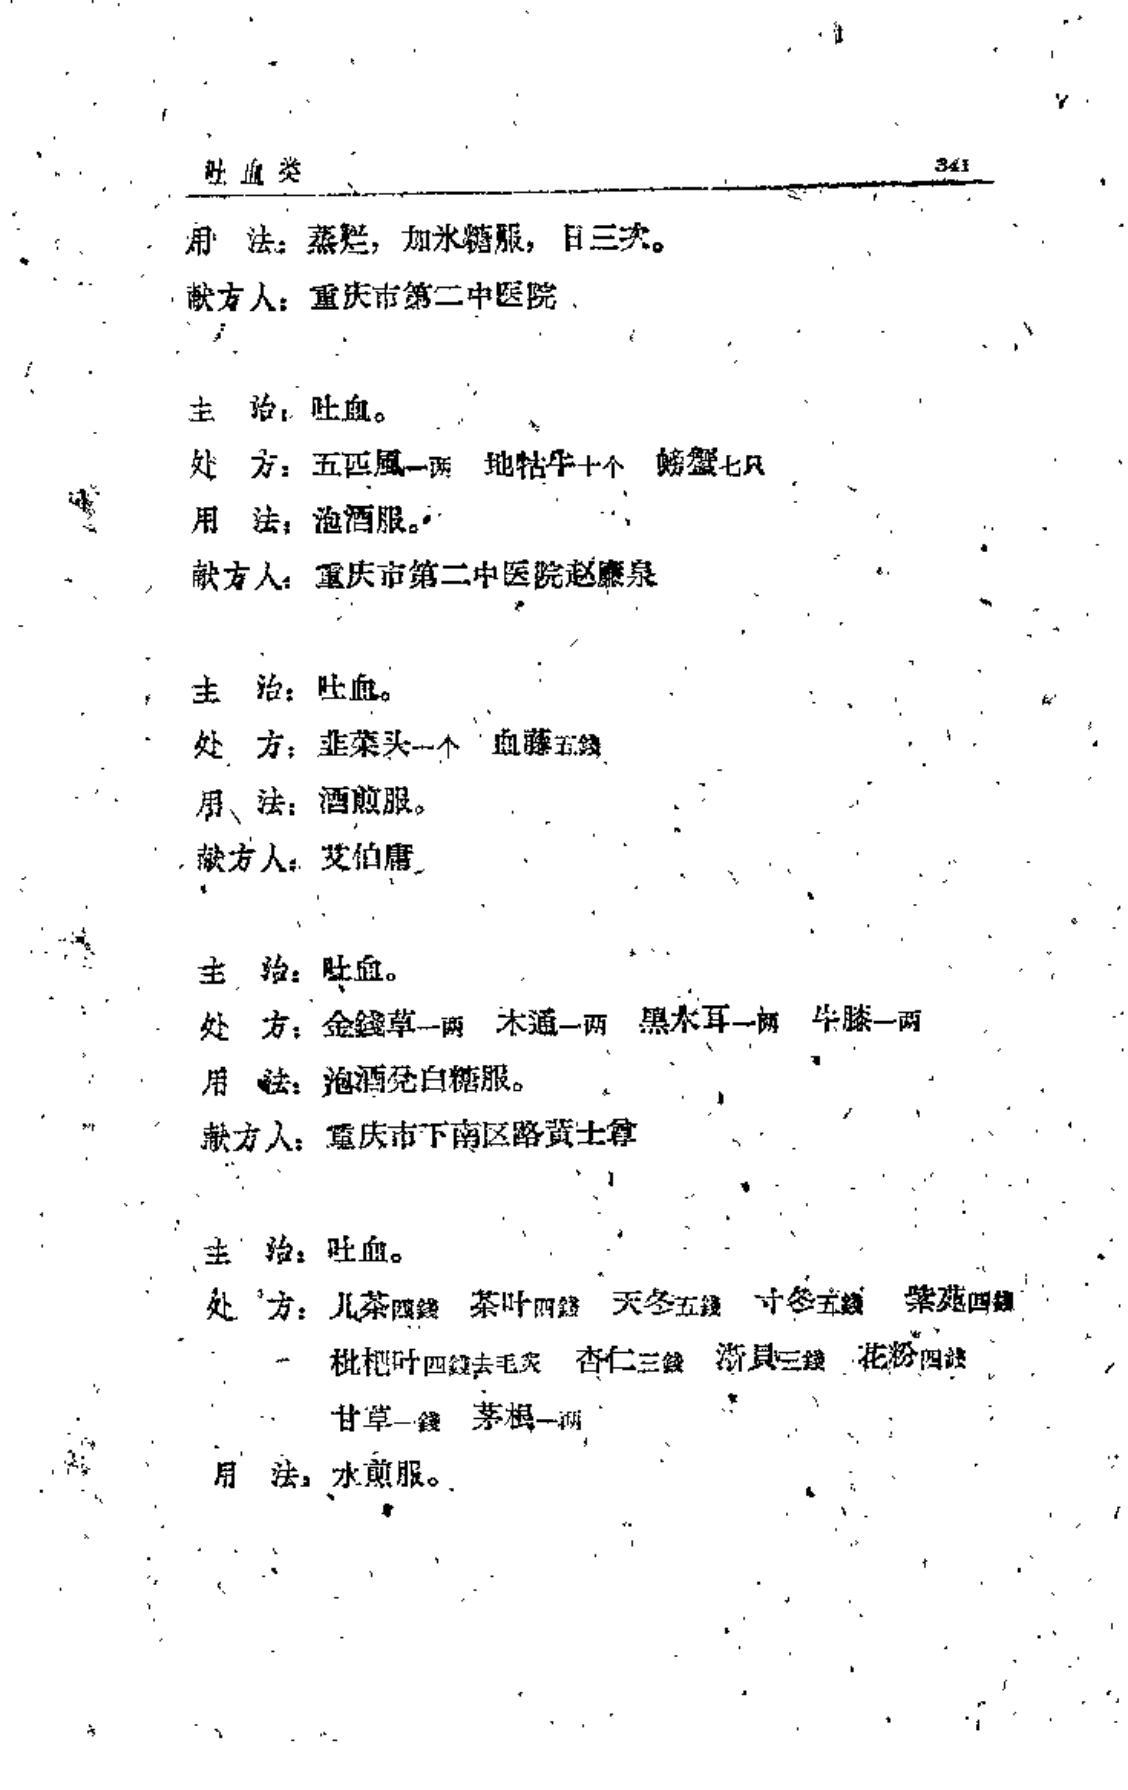 吐血类 341
用 法：蒸烂，加冰糖服，日三次。
献方人：重庆市第二中医院
主 治：吐血。
处 方：五匹風一两 地牯牛十个 螃蟹七只
用 法：泡酒服。
献方人：重庆市第二中医院赵廉泉
主 治：吐血。
处 方：韭菜头一个 血藤五錢
用 法：酒煎服。
献方人：艾伯庸
主 治：吐血。
处 方：金錢草一两 木通一两 黑木耳一两 牛膝一两
用 法：泡酒兑白糖服。
献方人：重庆市下南区路黄士尊
主 治：吐血。
处 方：儿茶四錢 茶叶四錢 天冬五錢 寸冬五錢 紫苑四錢
枇杷叶四錢去毛炙 杏仁三錢 浙貝三錢 花粉四錢
甘草一錢 茅根一两
用 法：水煎服。